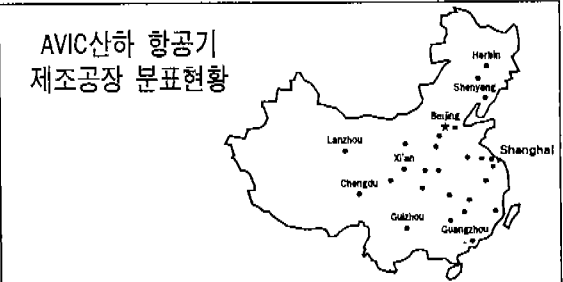 AVIC산하 항공기
제조공장 분표현황
Harbin
Shenyang
Beijing
Lanzhou
Xi'an
Shanghai
Chengdu
Guizhou
Guangzhou